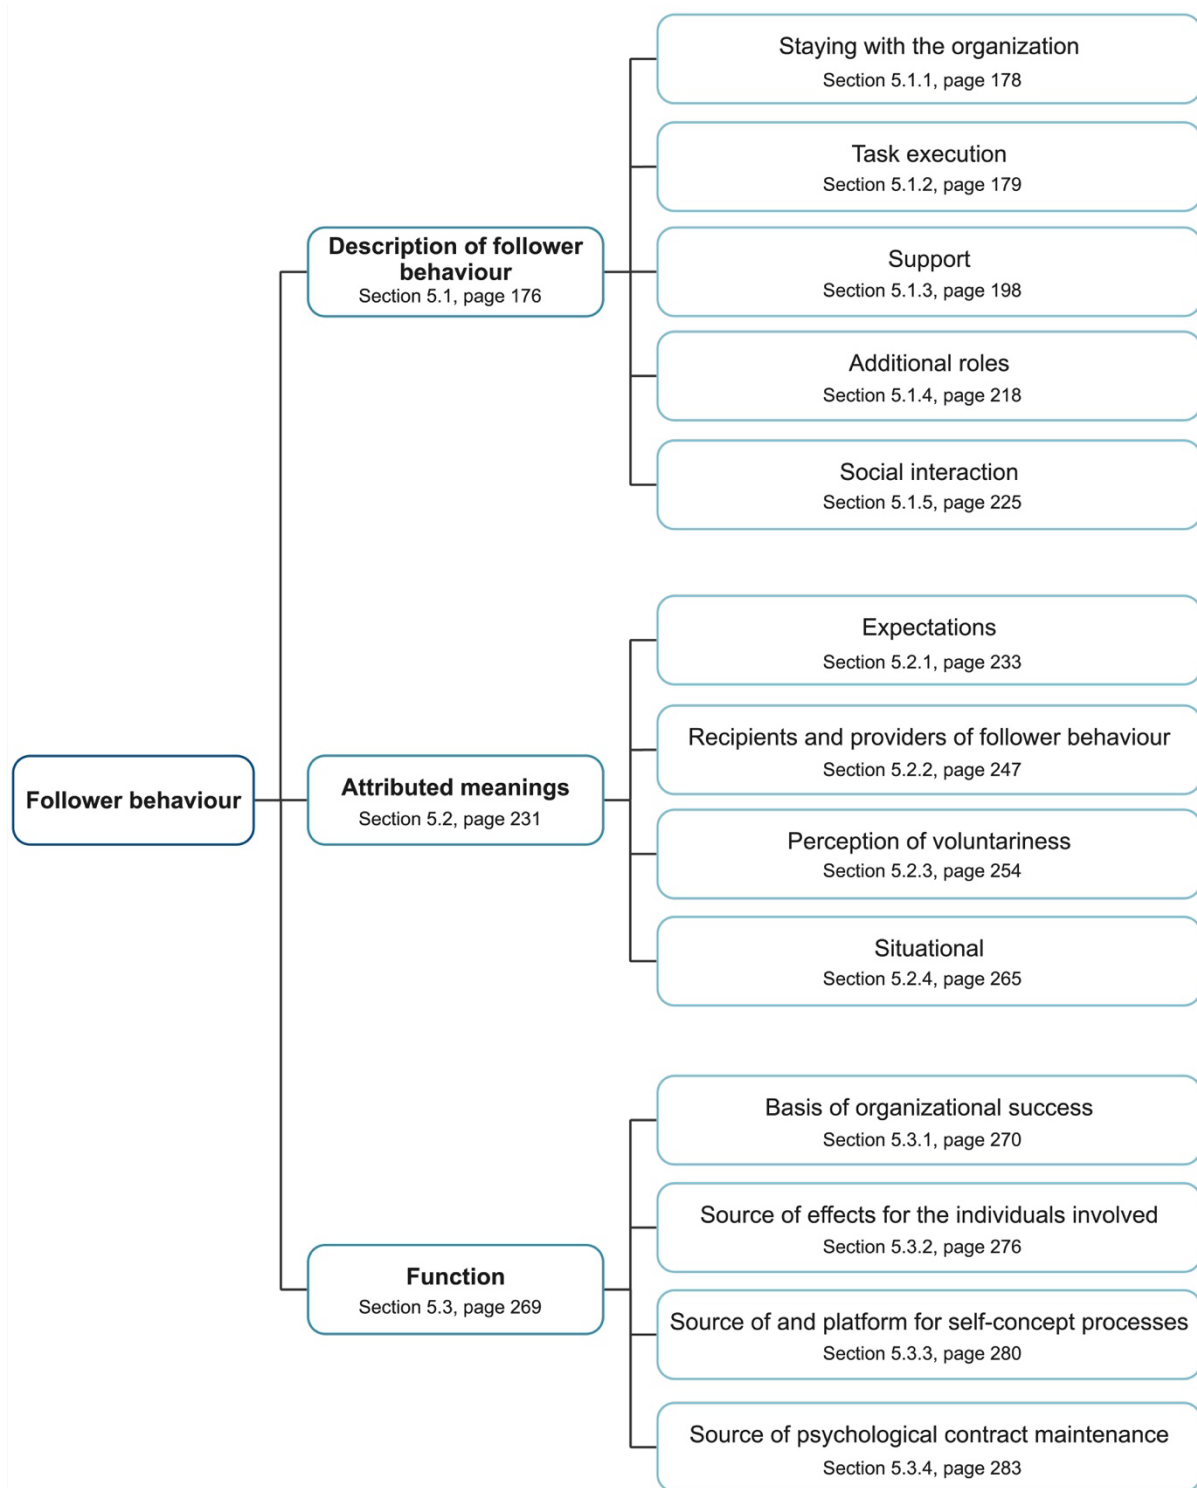 Follower behaviour
Description of follower
behaviour
Section 5.1, page 176
Staying with the organization
Section 5.1.1, page 178
Task execution
Section 5.1.2, page 179
Support
Section 5.1.3, page 198
Additional roles
Section 5.1.4, page 218
Social interaction
Section 5.1.5, page 225
Attributed meanings
Section 5.2, page 231
Expectations
Section 5.2.1, page 233
Recipients and providers of follower behaviour
Section 5.2.2, page 247
Perception of voluntariness
Section 5.2.3, page 254
Situational
Section 5.2.4, page 265
Function
Section 5.3, page 269
Basis of organizational success
Section 5.3.1, page 270
Source of effects for the individuals involved
Section 5.3.2, page 276
Source of and platform for self-concept processes
Section 5.3.3, page 280
Source of psychological contract maintenance
Section 5.3.4, page 283